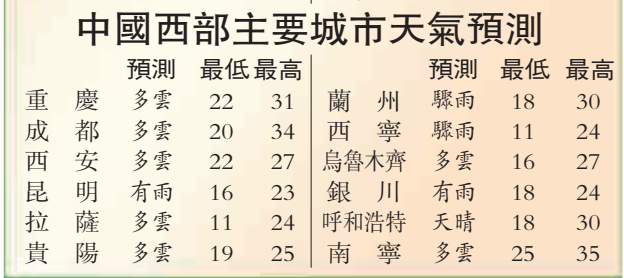 中國西部主要城市天氣預測
預測 最低 最高 預測 最低 最高
重慶 多雲 22 31 蘭州 驟雨 18 30
成都 多雲 20 34 西寧 驟雨 11 24
西安 多雲 22 27 烏魯木齊 多雲 16 27
昆明 有雨 16 23 銀川 有雨 18 24
拉薩 多雲 11 24 呼和浩特 天晴 18 30
貴陽 多雲 19 25 南寧 多雲 25 35